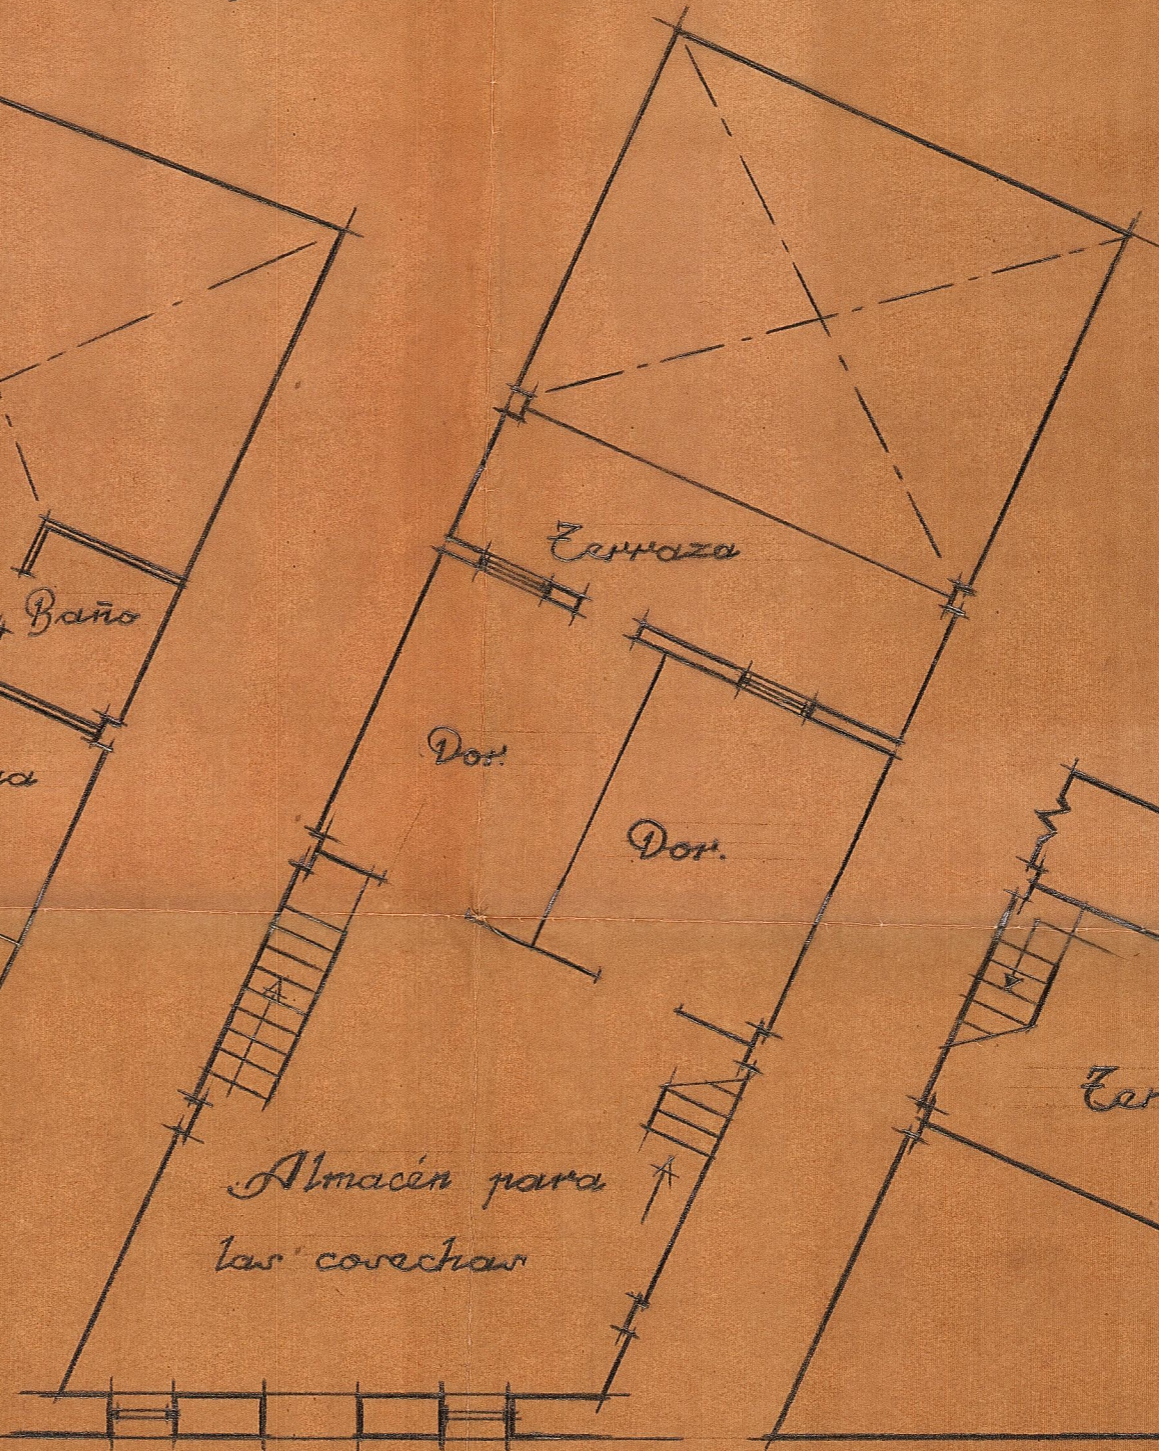 Terraza
Baño
Dor.
Dor.
Almacén para
las cosechas